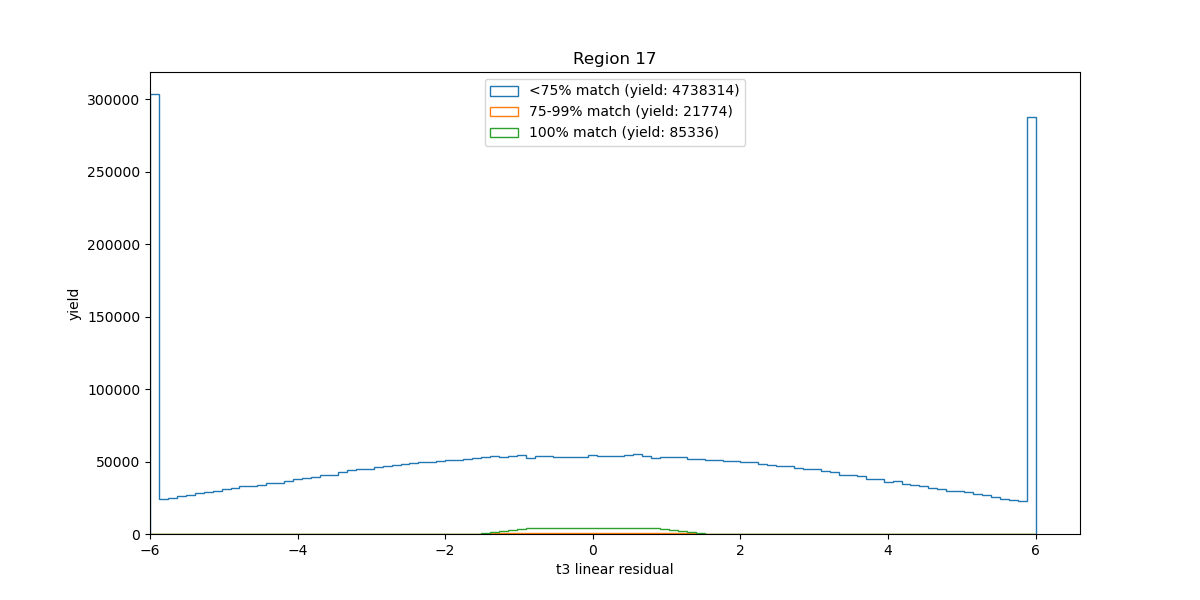 Region 17
<75% match (yield: 4738314)
75-99% match (yield: 21774)
100% match (yield: 85336)
300000
250000
200000
150000
100000
50000
0
yield
−6 −4 −2 0 2 4 6
t3 linear residual